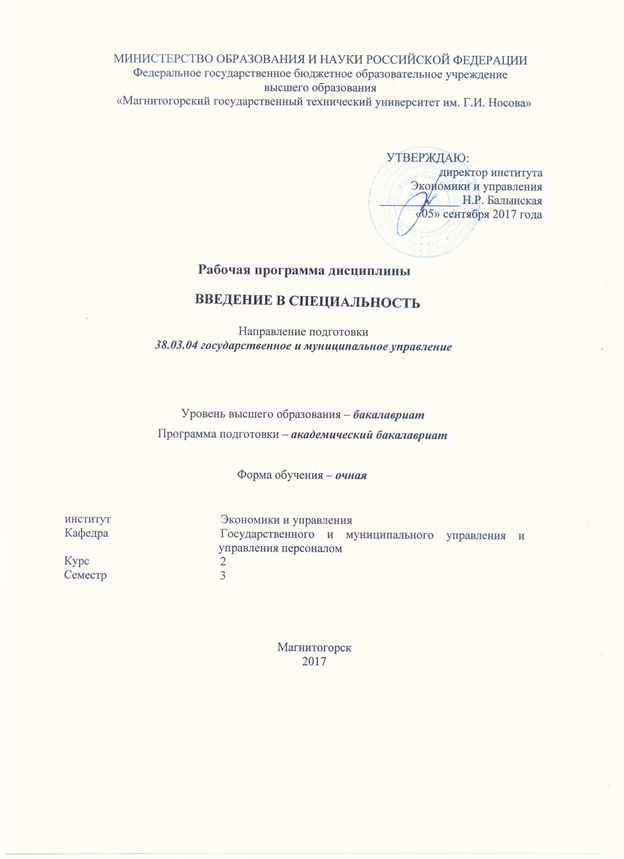 МИНИСТЕРСТВО ОБРАЗОВАНИЯ И НАУКИ РОССИЙСКОЙ ФЕДЕРАЦИИ
Федеральное государственное бюджетное образовательное учреждение
высшего образования
«Магнитогорский государственный технический университет им. Г.И. Носова»
УТВЕРЖДАЮ:
директор института
Экономики и управления
Н.Р. Балынская
«05» сентября 2017 года
Рабочая программа дисциплины
ВВЕДЕНИЕ В СПЕЦИАЛЬНОСТЬ
Направление подготовки
38.03.04 государственное и муниципальное управление
Уровень высшего образования – бакалавриат
Программа подготовки – академический бакалавриат
Форма обучения – очная
институт Экономики и управления
Кафедра Государственного и муниципального управления и
управления персоналом
Курс 2
Семестр 3
Магнитогорск
2017